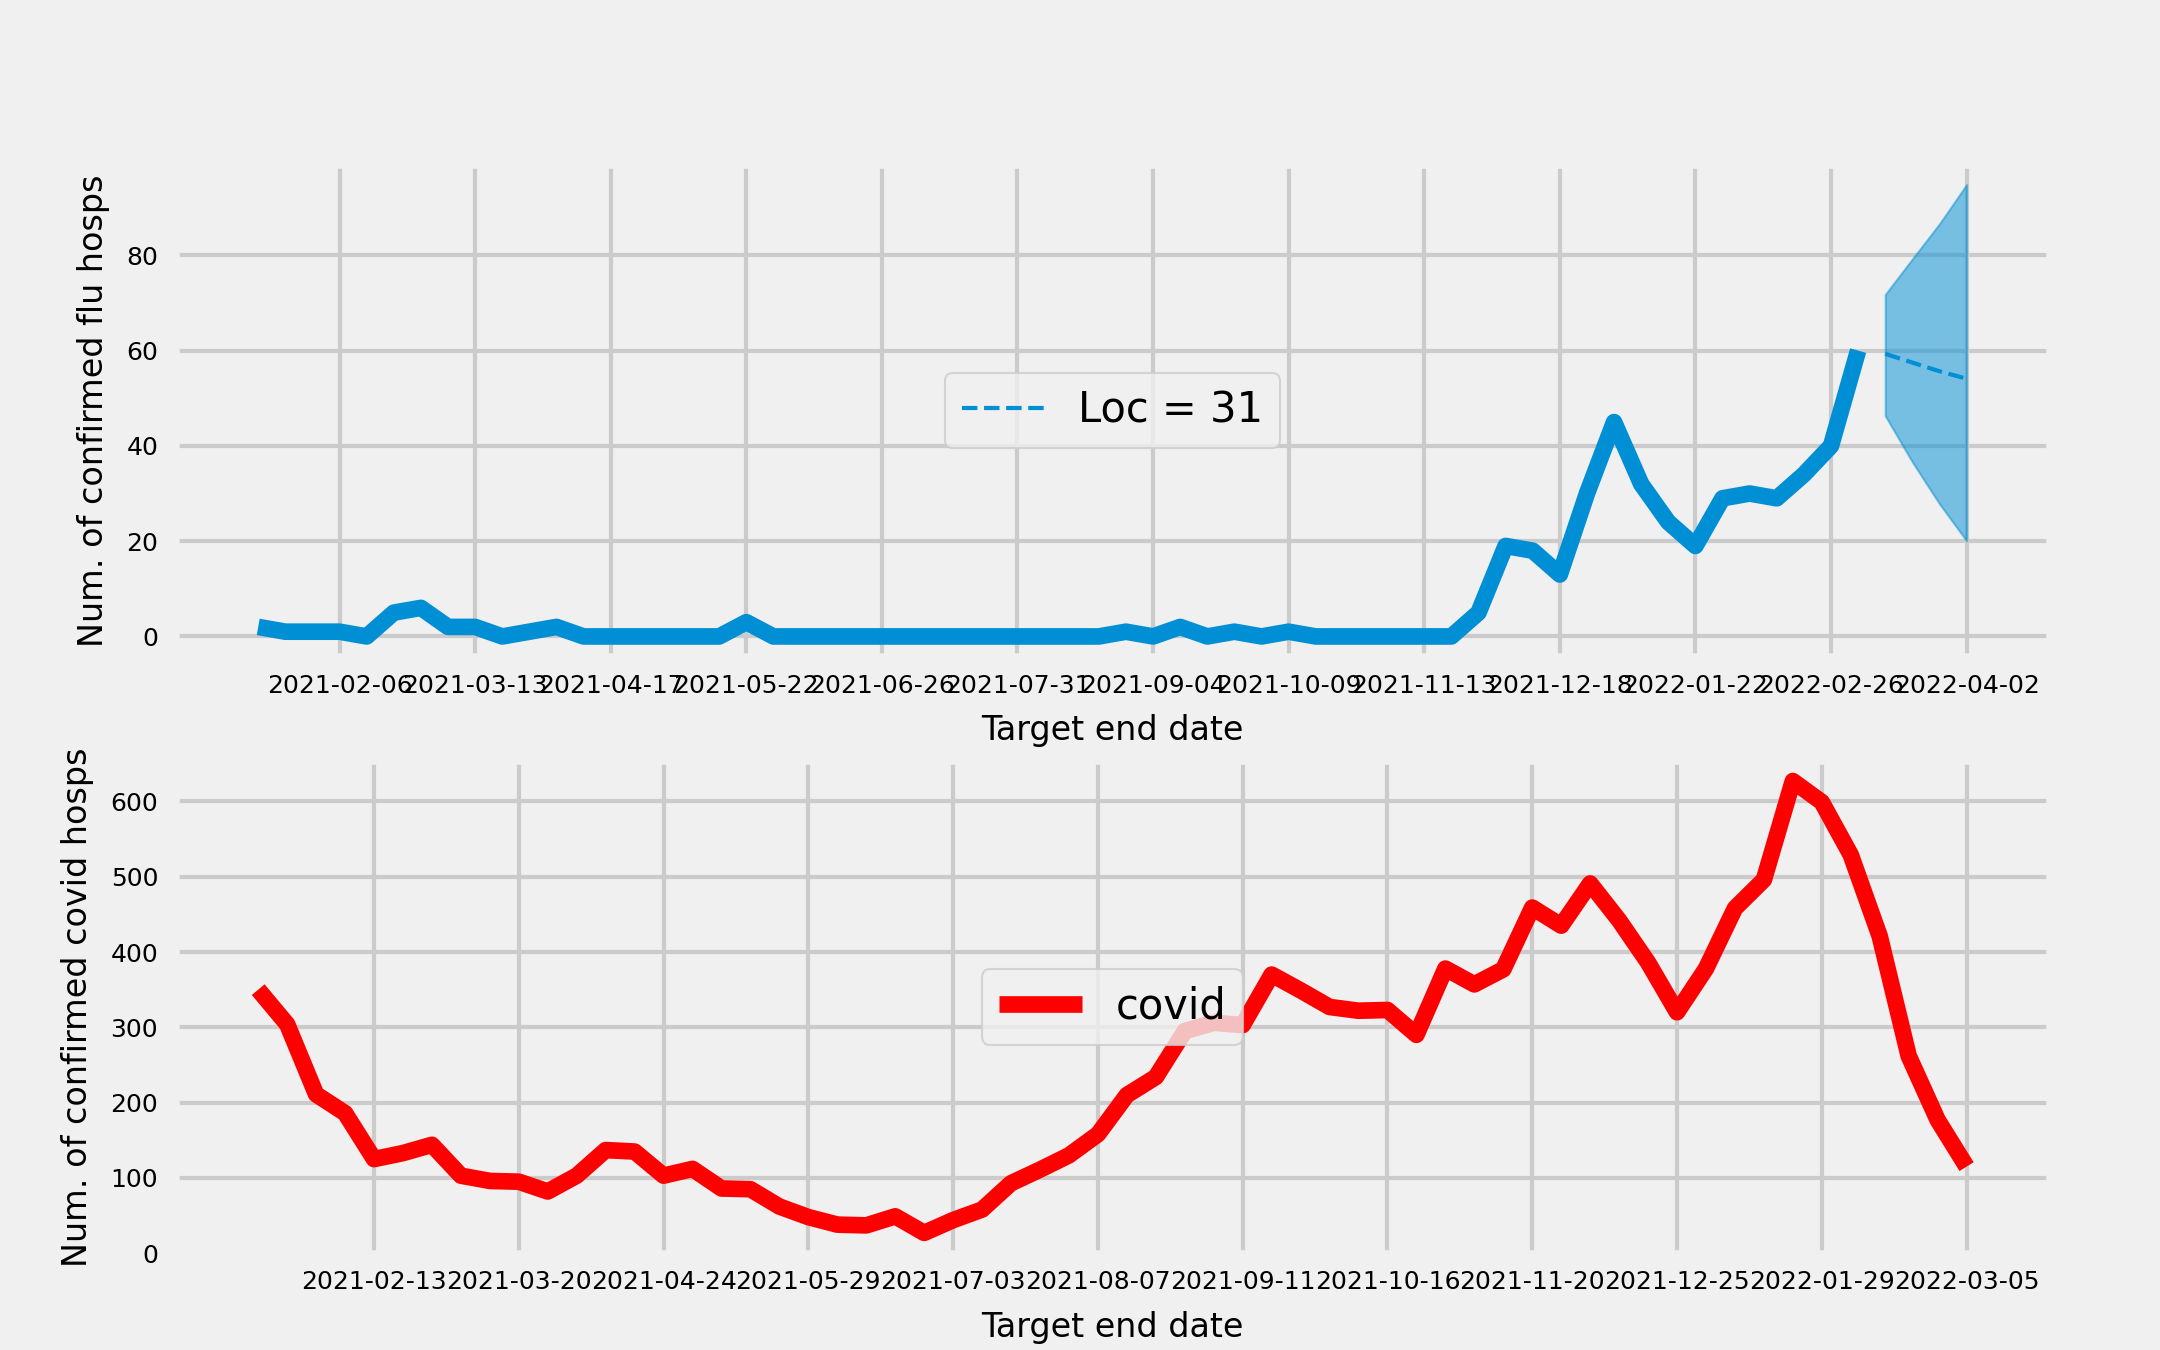 Num. of confirmed flu hosps
80
60
40
20
0
Loc = 31
2021-02-06 2021-03-13 2021-04-17 2021-05-22 2021-06-26 2021-07-31 2021-09-04 2021-10-09 2021-11-13 2021-12-18 2022-01-22 2022-02-26 2022-04-02
Target end date
Num. of confirmed covid hosps
600
500
400
300
200
100
0
covid
2021-02-13 2021-03-20 2021-04-24 2021-05-29 2021-07-03 2021-08-07 2021-09-11 2021-10-16 2021-11-20 2021-12-25 2022-01-29 2022-03-05
Target end date